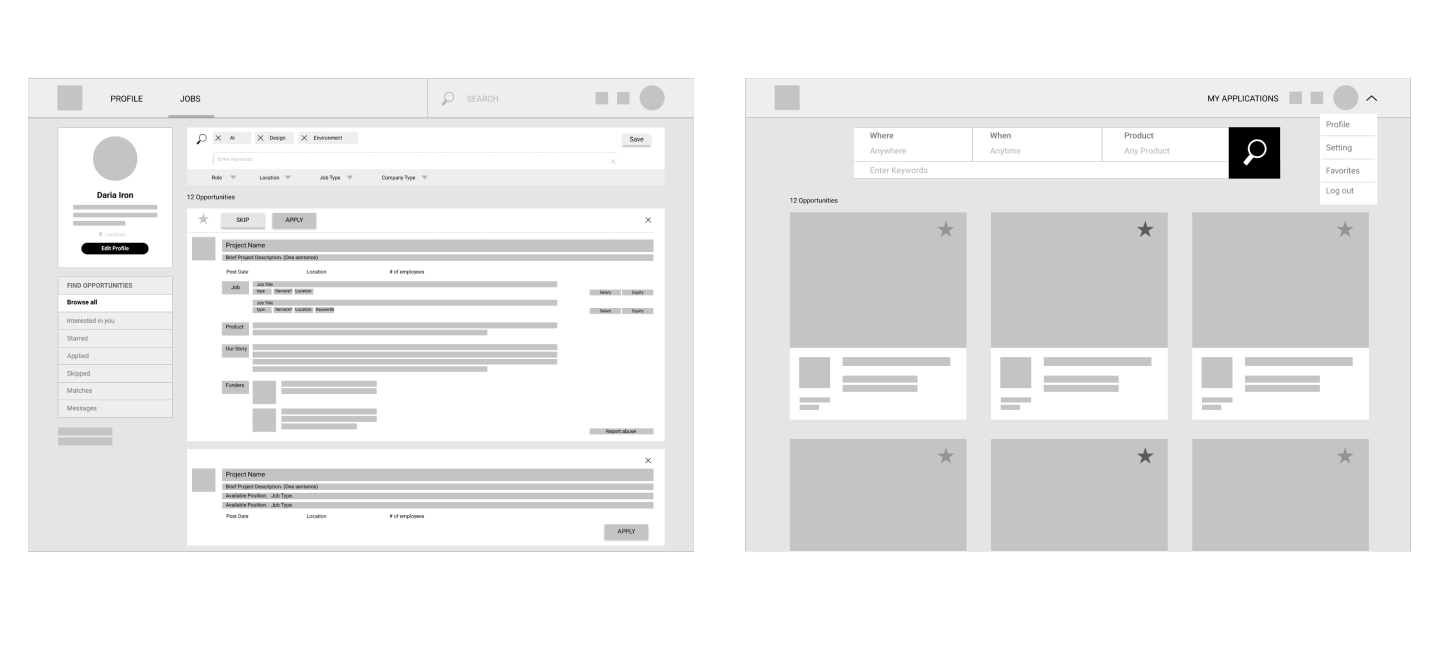 PROFILE JOBS SEARCH
Daria Iron
Location
Edit Profile
FIND OPPORTUNITIES
Browse all
Interested in you
Starred
Applied
Skipped
Matches
Messages
AI Design Environment Save
Enter Keywords
Role Location Job Type Company Type
12 Opportunities
SKIP APPLY
Project Name
Brief Project Description. (One sentence)
Post Date Location # of employees
Job Job Title
type Remote? Location Salary Equity
Job Title
type Remote? Location Keywords Salary Equity
Product
Our Story
Funders
Report abuse
Project Name
Brief Project Description. (One sentence)
Available Position. Job Type.
Available Position. Job Type.
Post Date Location # of employees
APPLY
MY APPLICATIONS
Profile
Setting
Favorites
Log out
Where When Product
Anywhere Anytime Any Product
Enter Keywords
12 Opportunities